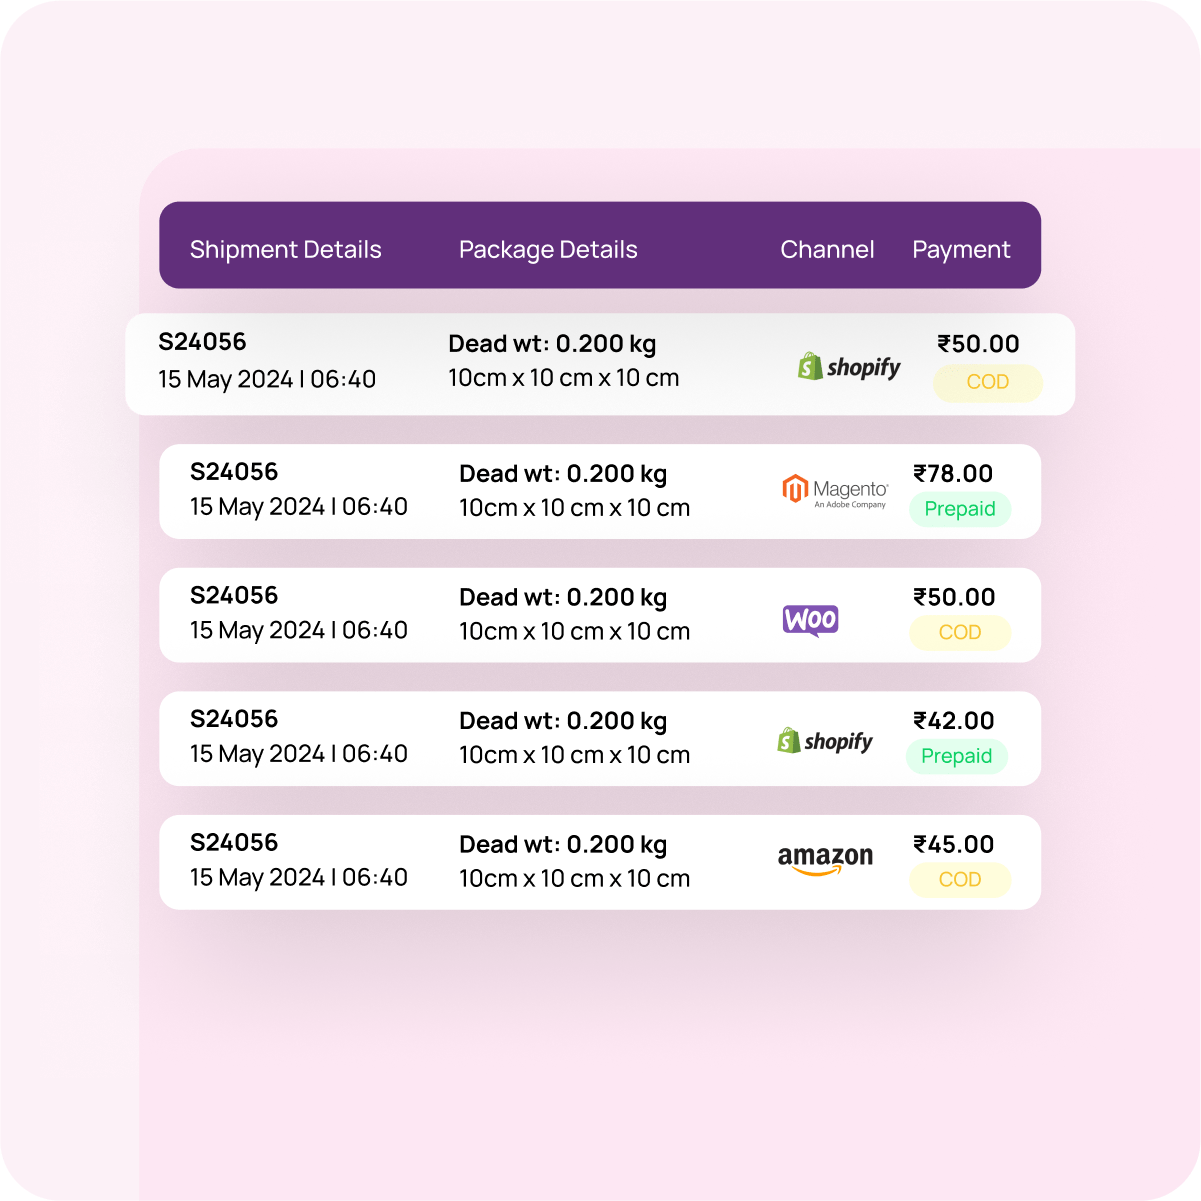 Shipment Details Package Details Channel Payment
S24056 Dead wt: 0.200 kg ₹50.00
15 May 2024 | 06:40 10cm x 10 cm x 10 cm shopify COD
S24056 Dead wt: 0.200 kg ₹78.00
15 May 2024 | 06:40 10cm x 10 cm x 10 cm Magento® Prepaid
An Adobe Company
S24056 Dead wt: 0.200 kg ₹50.00
15 May 2024 | 06:40 10cm x 10 cm x 10 cm Woo COD
S24056 Dead wt: 0.200 kg ₹42.00
15 May 2024 | 06:40 10cm x 10 cm x 10 cm shopify Prepaid
S24056 Dead wt: 0.200 kg amazon ₹45.00
15 May 2024 | 06:40 10cm x 10 cm x 10 cm COD